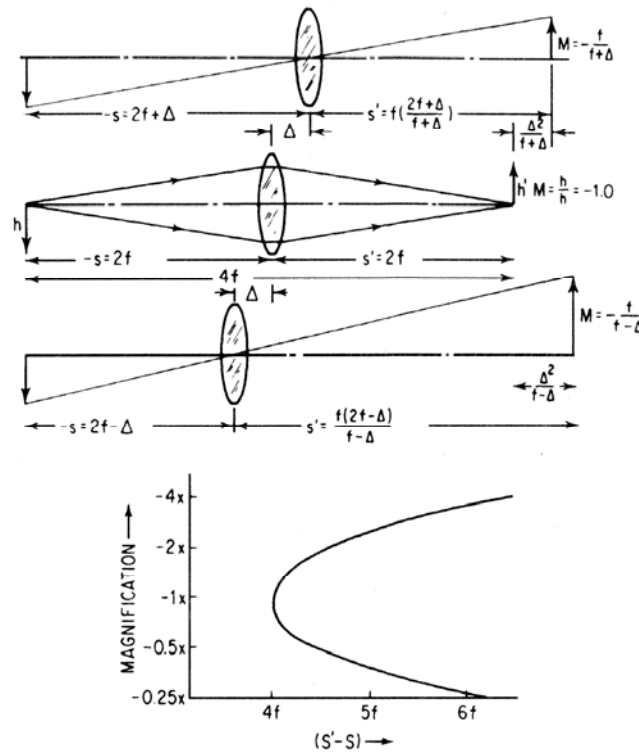 M = -f/(f+Δ)
-s = 2f+Δ
s' = f(2f+Δ/f+Δ)
Δ
Δ²/f+Δ
h
h' M = h/h = -1.0
-s = 2f
s' = 2f
4f
Δ
M = -f/(f-Δ)
Δ²/f-Δ
-s = 2f-Δ
s' = f(2f-Δ)/f-Δ
MAGNIFICATION →
-4x
-2x
-1x
-0.5x
-0.25x
4f 5f 6f
(S'-S) →